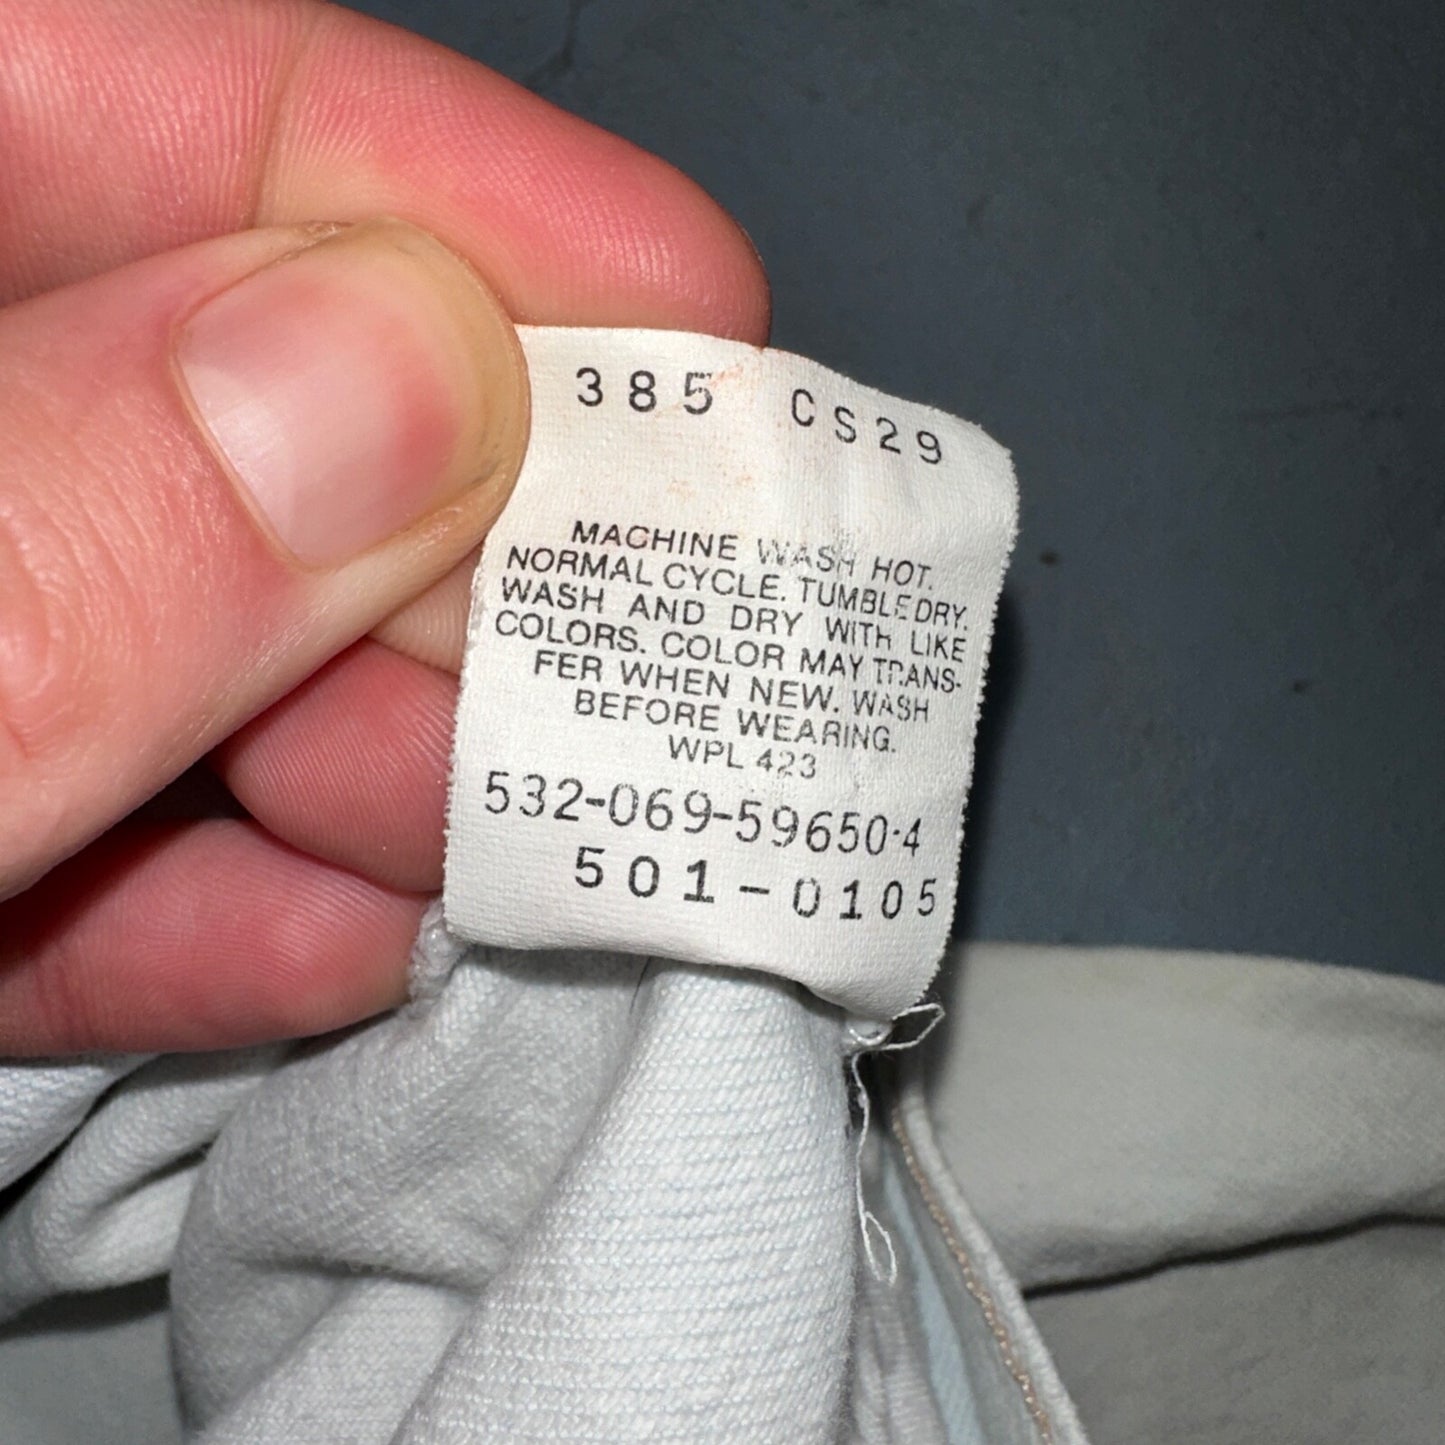 385 CS29
MACHINE WASH HOT.
NORMAL CYCLE. TUMBLE DRY.
WASH AND DRY WITH LIKE
COLORS. COLOR MAY TRANS-
FER WHEN NEW. WASH
BEFORE WEARING.
WPL 423
532-069-59650-4
501-0105